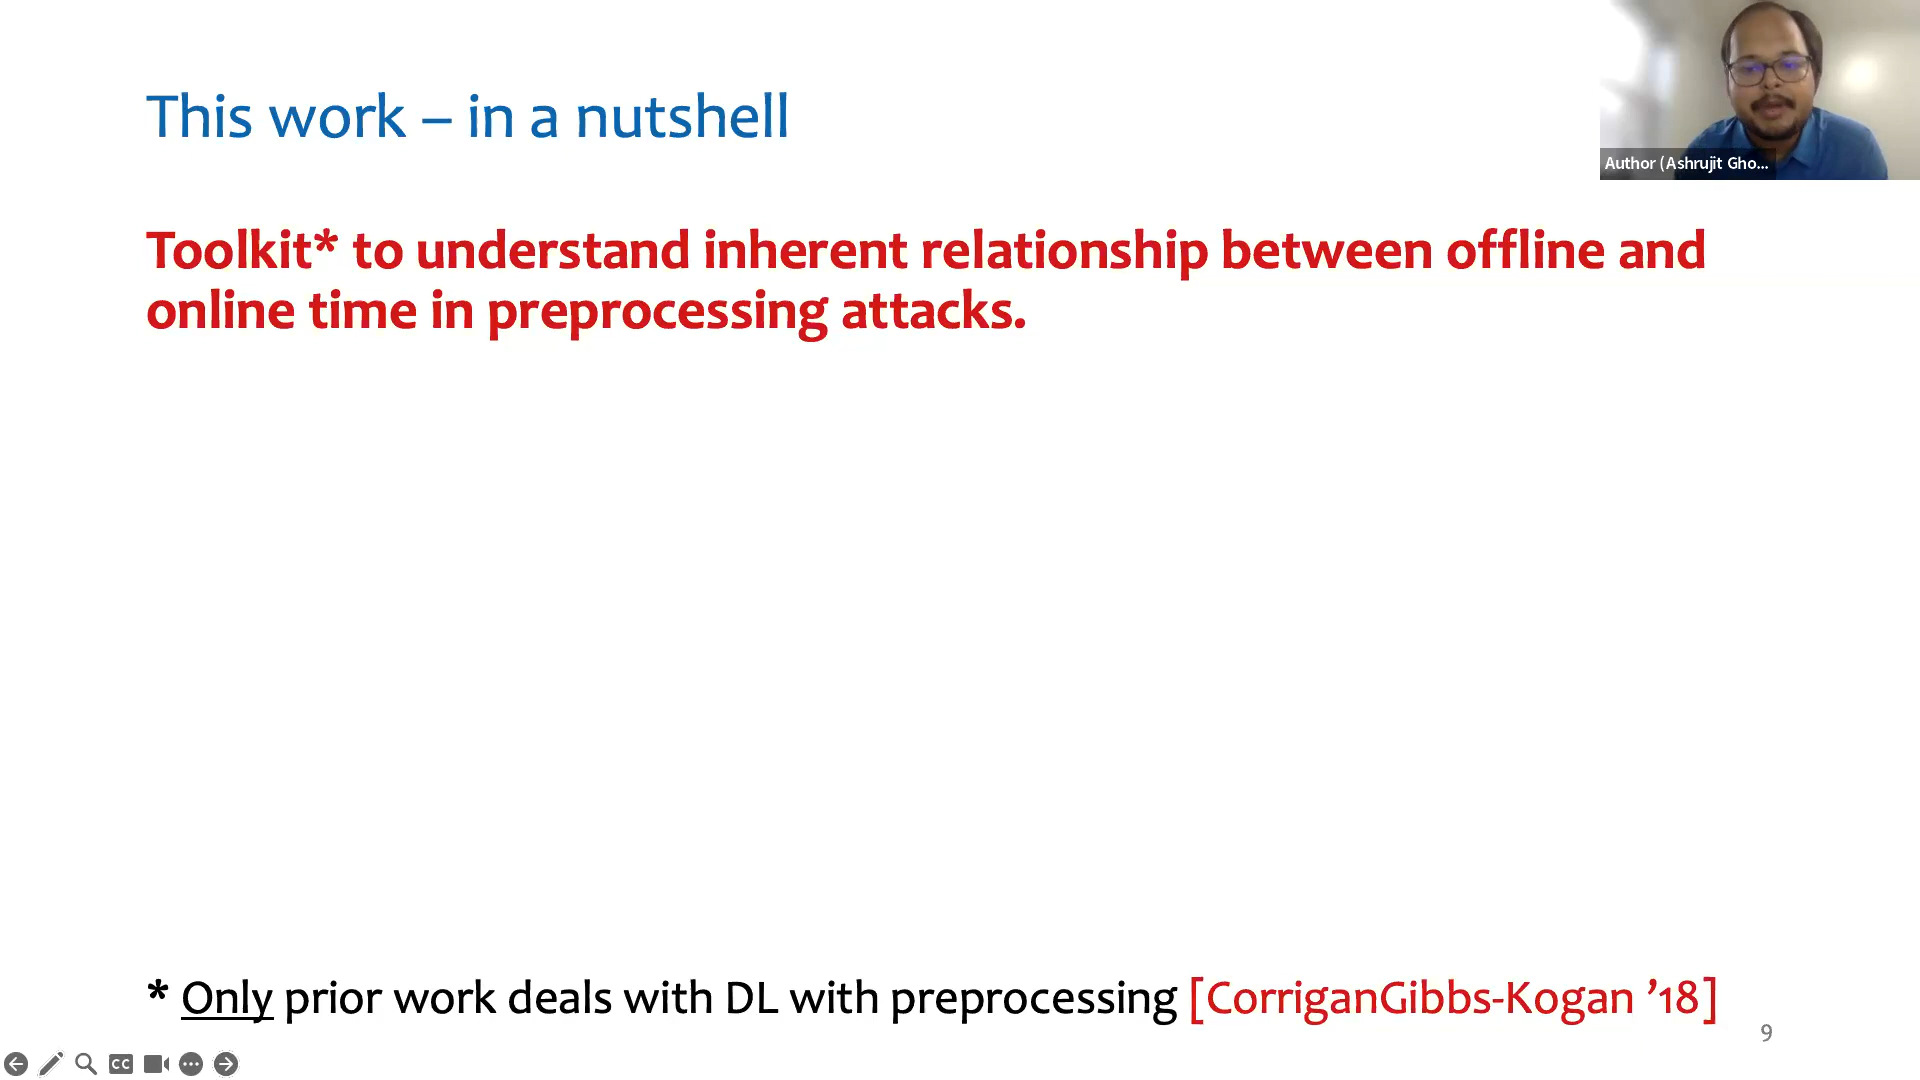 This work – in a nutshell
Author (Ashrujit Gho...
Toolkit* to understand inherent relationship between offline and
online time in preprocessing attacks.
* Only prior work deals with DL with preprocessing [CorriganGibbs-Kogan ’18]
9
CC